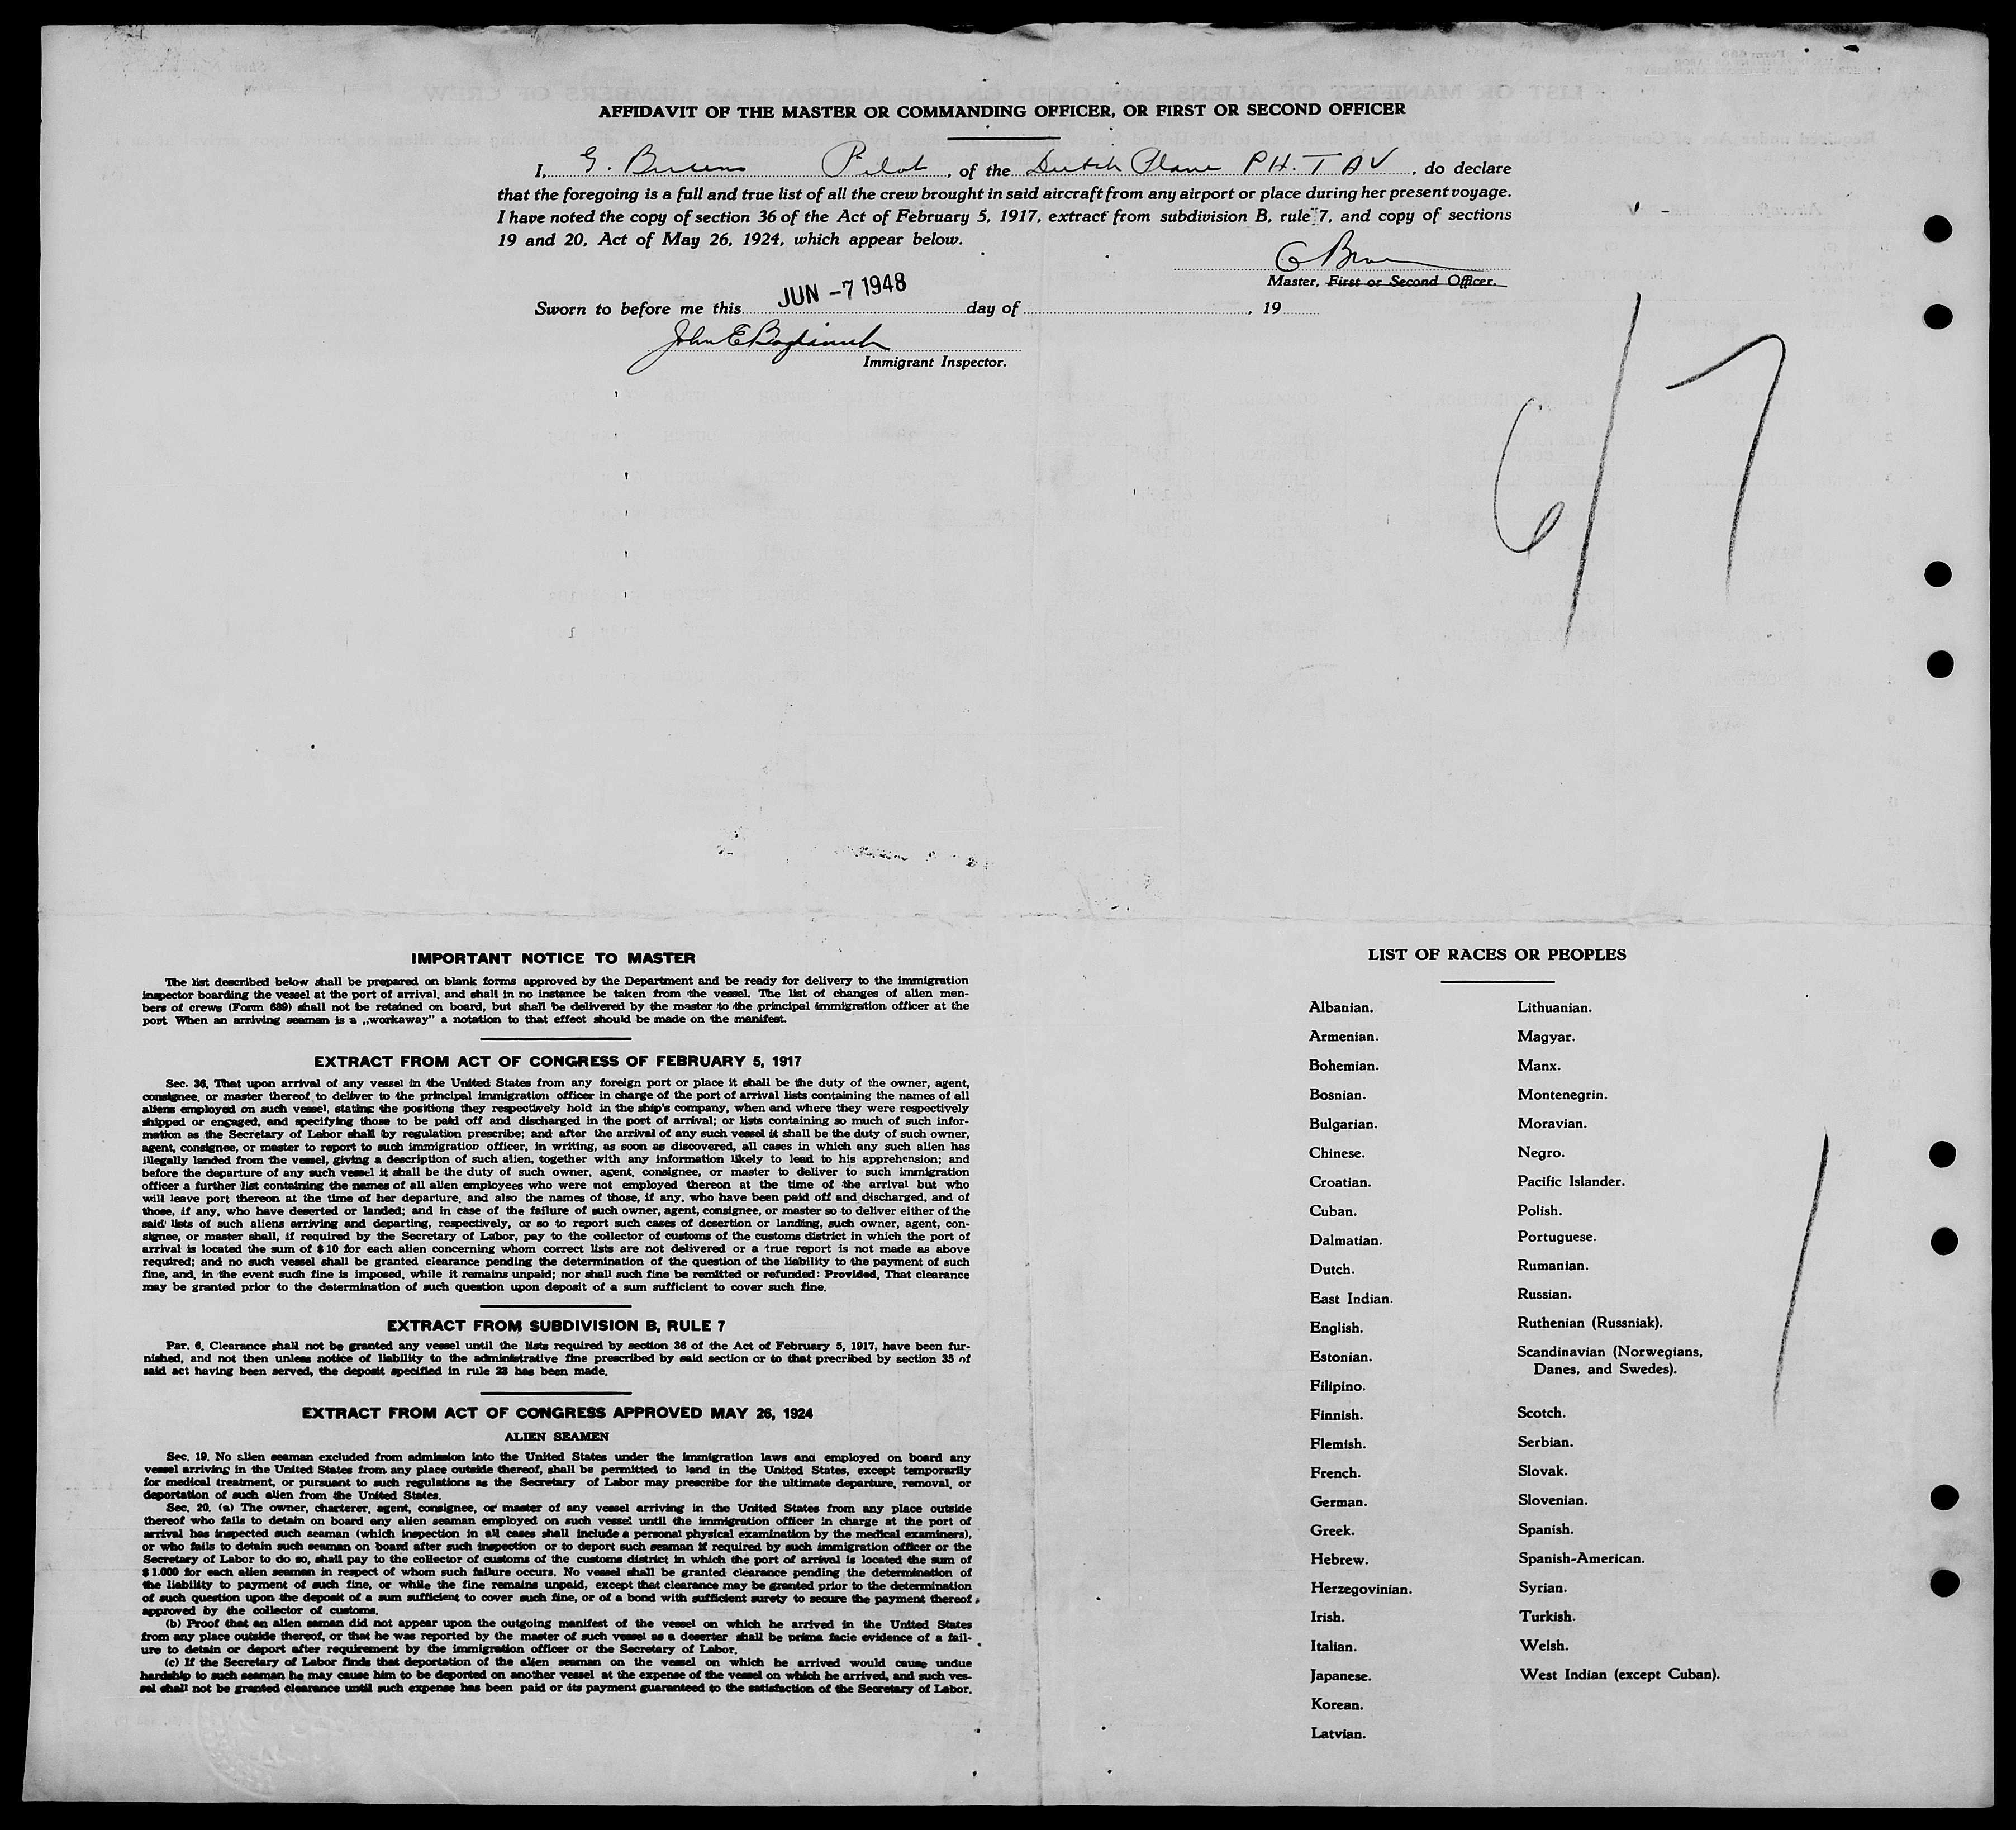 AFFIDAVIT OF THE MASTER OR COMMANDING OFFICER, OR FIRST OR SECOND OFFICER
I, G. Pilot, of the Dutch Plane PH. T A V, do declare
that the foregoing is a full and true list of all the crew brought in said aircraft from any airport or place during her present voyage.
I have noted the copy of section 36 of the Act of February 5, 1917, extract from subdivision B, rule 7, and copy of sections
19 and 20, Act of May 26, 1924, which appear below.
Master, First or Second Officer.
Sworn to before me this JUN -7 1948 day of , 19
John E
Immigrant Inspector.
6/7
IMPORTANT NOTICE TO MASTER
The list described below shall be prepared on blank forms approved by the Department and be ready for delivery to the immigration
inspector boarding the vessel at the port of arrival, and shall in no instance be taken from the vessel. The list of changes of alien men-
bers of crews (Form 689) shall not be retained on board, but shall be delivered by the master to the principal immigration officer at the
port. When an arriving seaman is a „workaway" a notation to that effect should be made on the manifest.
EXTRACT FROM ACT OF CONGRESS OF FEBRUARY 5, 1917
Sec. 36. That upon arrival of any vessel in the United States from any foreign port or place it shall be the duty of the owner, agent,
consignee, or master thereof to deliver to the principal immigration officer in charge of the port of arrival lists containing the names of all
aliens employed on such vessel, stating the positions they respectively hold in the ship's company, when and where they were respectively
shipped or engaged, and specifying those to be paid off and discharged in the port of arrival; or lists containing so much of such infor-
mation as the Secretary of Labor shall by regulation prescribe; and after the arrival of any such vessel it shall be the duty of such owner,
agent, consignee, or master to report to such immigration officer, in writing, as soon as discovered, all cases in which any such alien has
illegally landed from the vessel, giving a description of such alien, together with any information likely to lead to his apprehension; and
before the departure of any such vessel it shall be the duty of such owner, agent, consignee, or master to deliver to such immigration
officer a further list containing the names of all alien employees who were not employed thereon at the time of the arrival but who
will leave port thereon at the time of her departure, and also the names of those, if any, who have been paid off and discharged, and of
those, if any, who have deserted or landed; and in case of the failure of such owner, agent, consignee, or master so to deliver either of the
said lists of such aliens arriving and departing, respectively, or so to report such cases of desertion or landing, such owner, agent, con-
signee, or master shall, if required by the Secretary of Labor, pay to the collector of customs of the customs district in which the port of
arrival is located the sum of $10 for each alien concerning whom correct lists are not delivered or a true report is not made as above
required; and no such vessel shall be granted clearance pending the determination of the question of the liability to the payment of such
fine, and, in the event such fine is imposed, while it remains unpaid; nor shall such fine be remitted or refunded: Provided, That clearance
may be granted prior to the determination of such question upon deposit of a sum sufficient to cover such fine.
EXTRACT FROM SUBDIVISION B, RULE 7
Par. 6. Clearance shall not be granted any vessel until the lists required by section 36 of the Act of February 5, 1917, have been fur-
nished, and not then unless notice of liability to the administrative fine prescribed by said section or to that precribed by section 35 of
said act having been served, the deposit specified in rule 23 has been made.
EXTRACT FROM ACT OF CONGRESS APPROVED MAY 26, 1924
ALIEN SEAMEN
Sec. 19. No alien seaman excluded from admission into the United States under the immigration laws and employed on board any
vessel arriving in the United States from any place outside thereof, shall be permitted to land in the United States, except temporarily
for medical treatment, or pursuant to such regulations as the Secretary of Labor may prescribe for the ultimate departure, removal, or
deportation of such alien from the United States.
Sec. 20. (a) The owner, charterer, agent, consignee, or master of any vessel arriving in the United States from any place outside
thereof who fails to detain on board any alien seaman employed on such vessel until the immigration officer in charge at the port of
arrival has inspected such seaman (which inspection in all cases shall include a personal physical examination by the medical examiners),
or who fails to detain such seaman on board after such inspection or to deport such seaman if required by such immigration officer or the
Secretary of Labor to do so, shall pay to the collector of customs of the customs district in which the port of arrival is located the sum of
$1.000 for each alien seaman in respect of whom such failure occurs. No vessel shall be granted clearance pending the determination of
the liability to payment of such fine, or while the fine remains unpaid, except that clearance may be granted prior to the determination
of such question upon the deposit of a sum sufficient to cover such fine, or of a bond with sufficient surety to secure the payment thereof
approved by the collector of customs.
(b) Proof that an alien saman did not appear upon the outgoing manifest of the vessel on which he arrived in the United States
from any place outside thereof, or that he was reported by the master of such vessel as a deserter, shall be prima facie evidence of a fail-
ure to detain or deport after requirement by the immigration officer or the Secretary of Labor.
(c) If the Secretary of Labor finds that deportation of the alien seaman on the vessel on which he arrived would cause undue
hardship to such seaman he may cause him to be deported on another vessel at the expense of the vessel on which he arrived, and such ves-
sel shall not be granted clearance until such expense has been paid or its payment guaranteed to the satisfaction of the Secretary of Labor.
LIST OF RACES OR PEOPLES
Albanian.
Armenian.
Bohemian.
Bosnian.
Bulgarian.
Chinese.
Croatian.
Cuban.
Dalmatian.
Dutch.
East Indian.
English.
Estonian.
Filipino.
Finnish.
Flemish.
French.
German.
Greek.
Hebrew.
Herzegovinian.
Irish.
Italian.
Japanese.
Korean.
Latvian.
Lithuanian.
Magyar.
Manx.
Montenegrin.
Moravian.
Negro.
Pacific Islander.
Polish.
Portuguese.
Rumanian.
Russian.
Ruthenian (Russniak).
Scandinavian (Norwegians,
Danes, and Swedes).
Scotch.
Serbian.
Slovak.
Slovenian.
Spanish.
Spanish-American.
Syrian.
Turkish.
Welsh.
West Indian (except Cuban).